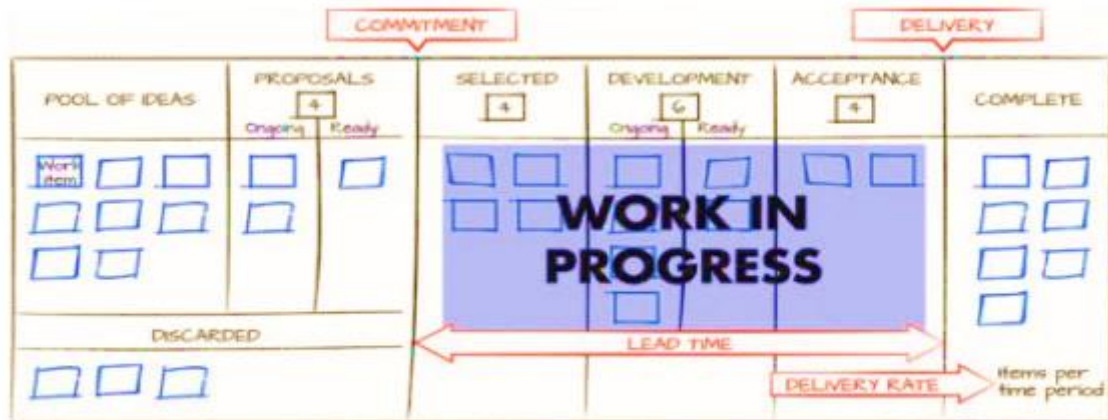 COMMITMENT
DELIVERY
POOL OF IDEAS
PROPOSALS
4
Ongoing Ready
SELECTED
4
DEVELOPMENT
6
Ongoing Ready
ACCEPTANCE
4
COMPLETE
Work
item
WORK IN
PROGRESS
DISCARDED
LEAD TIME
DELIVERY RATE
Items per
time period